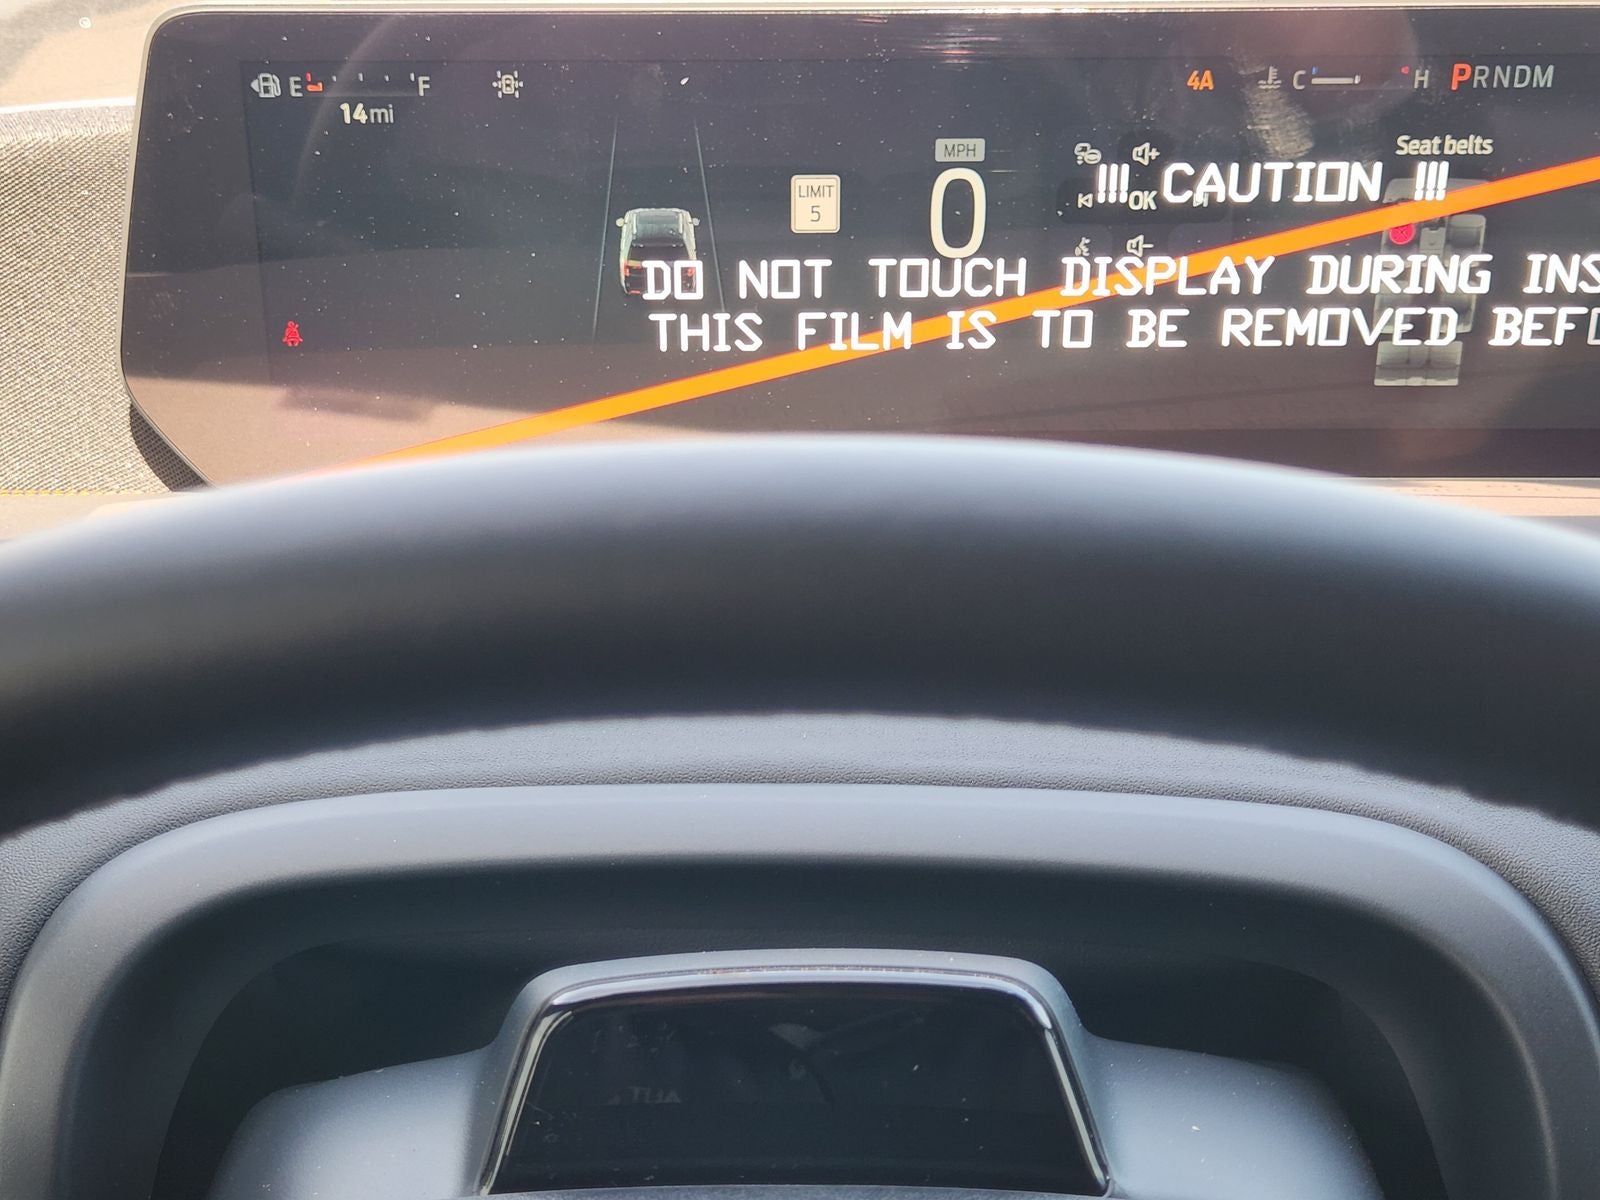 E F
14mi
4A C H PRNDM
MPH
Seat belts
LIMIT
5
0
OK
!!! CAUTION !!!
DO NOT TOUCH DISPLAY DURING INS
THIS FILM IS TO BE REMOVED BEFO